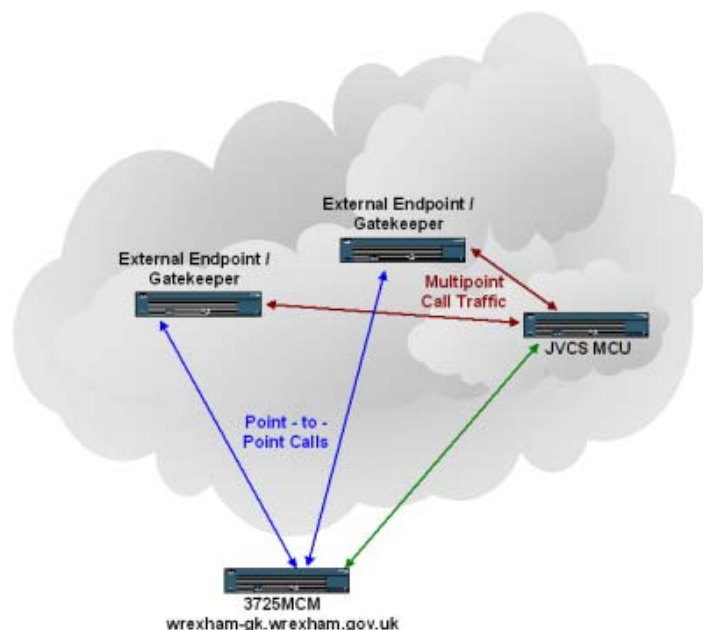 External Endpoint /
Gatekeeper
External Endpoint /
Gatekeeper
Multipoint
Call Traffic
JVCS MCU
Point - to -
Point Calls
3725MCM
wrexham-gk.wrexham.gov.uk